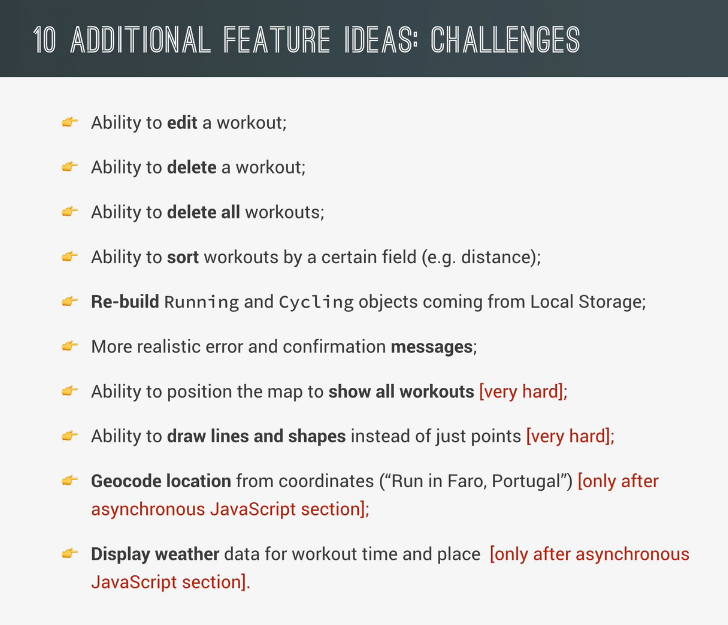 10 ADDITIONAL FEATURE IDEAS: CHALLENGES
Ability to edit a workout;
Ability to delete a workout;
Ability to delete all workouts;
Ability to sort workouts by a certain field (e.g. distance);
Re-build Running and Cycling objects coming from Local Storage;
More realistic error and confirmation messages;
Ability to position the map to show all workouts [very hard];
Ability to draw lines and shapes instead of just points [very hard];
Geocode location from coordinates (“Run in Faro, Portugal”) [only after
asynchronous JavaScript section];
Display weather data for workout time and place [only after asynchronous
JavaScript section].